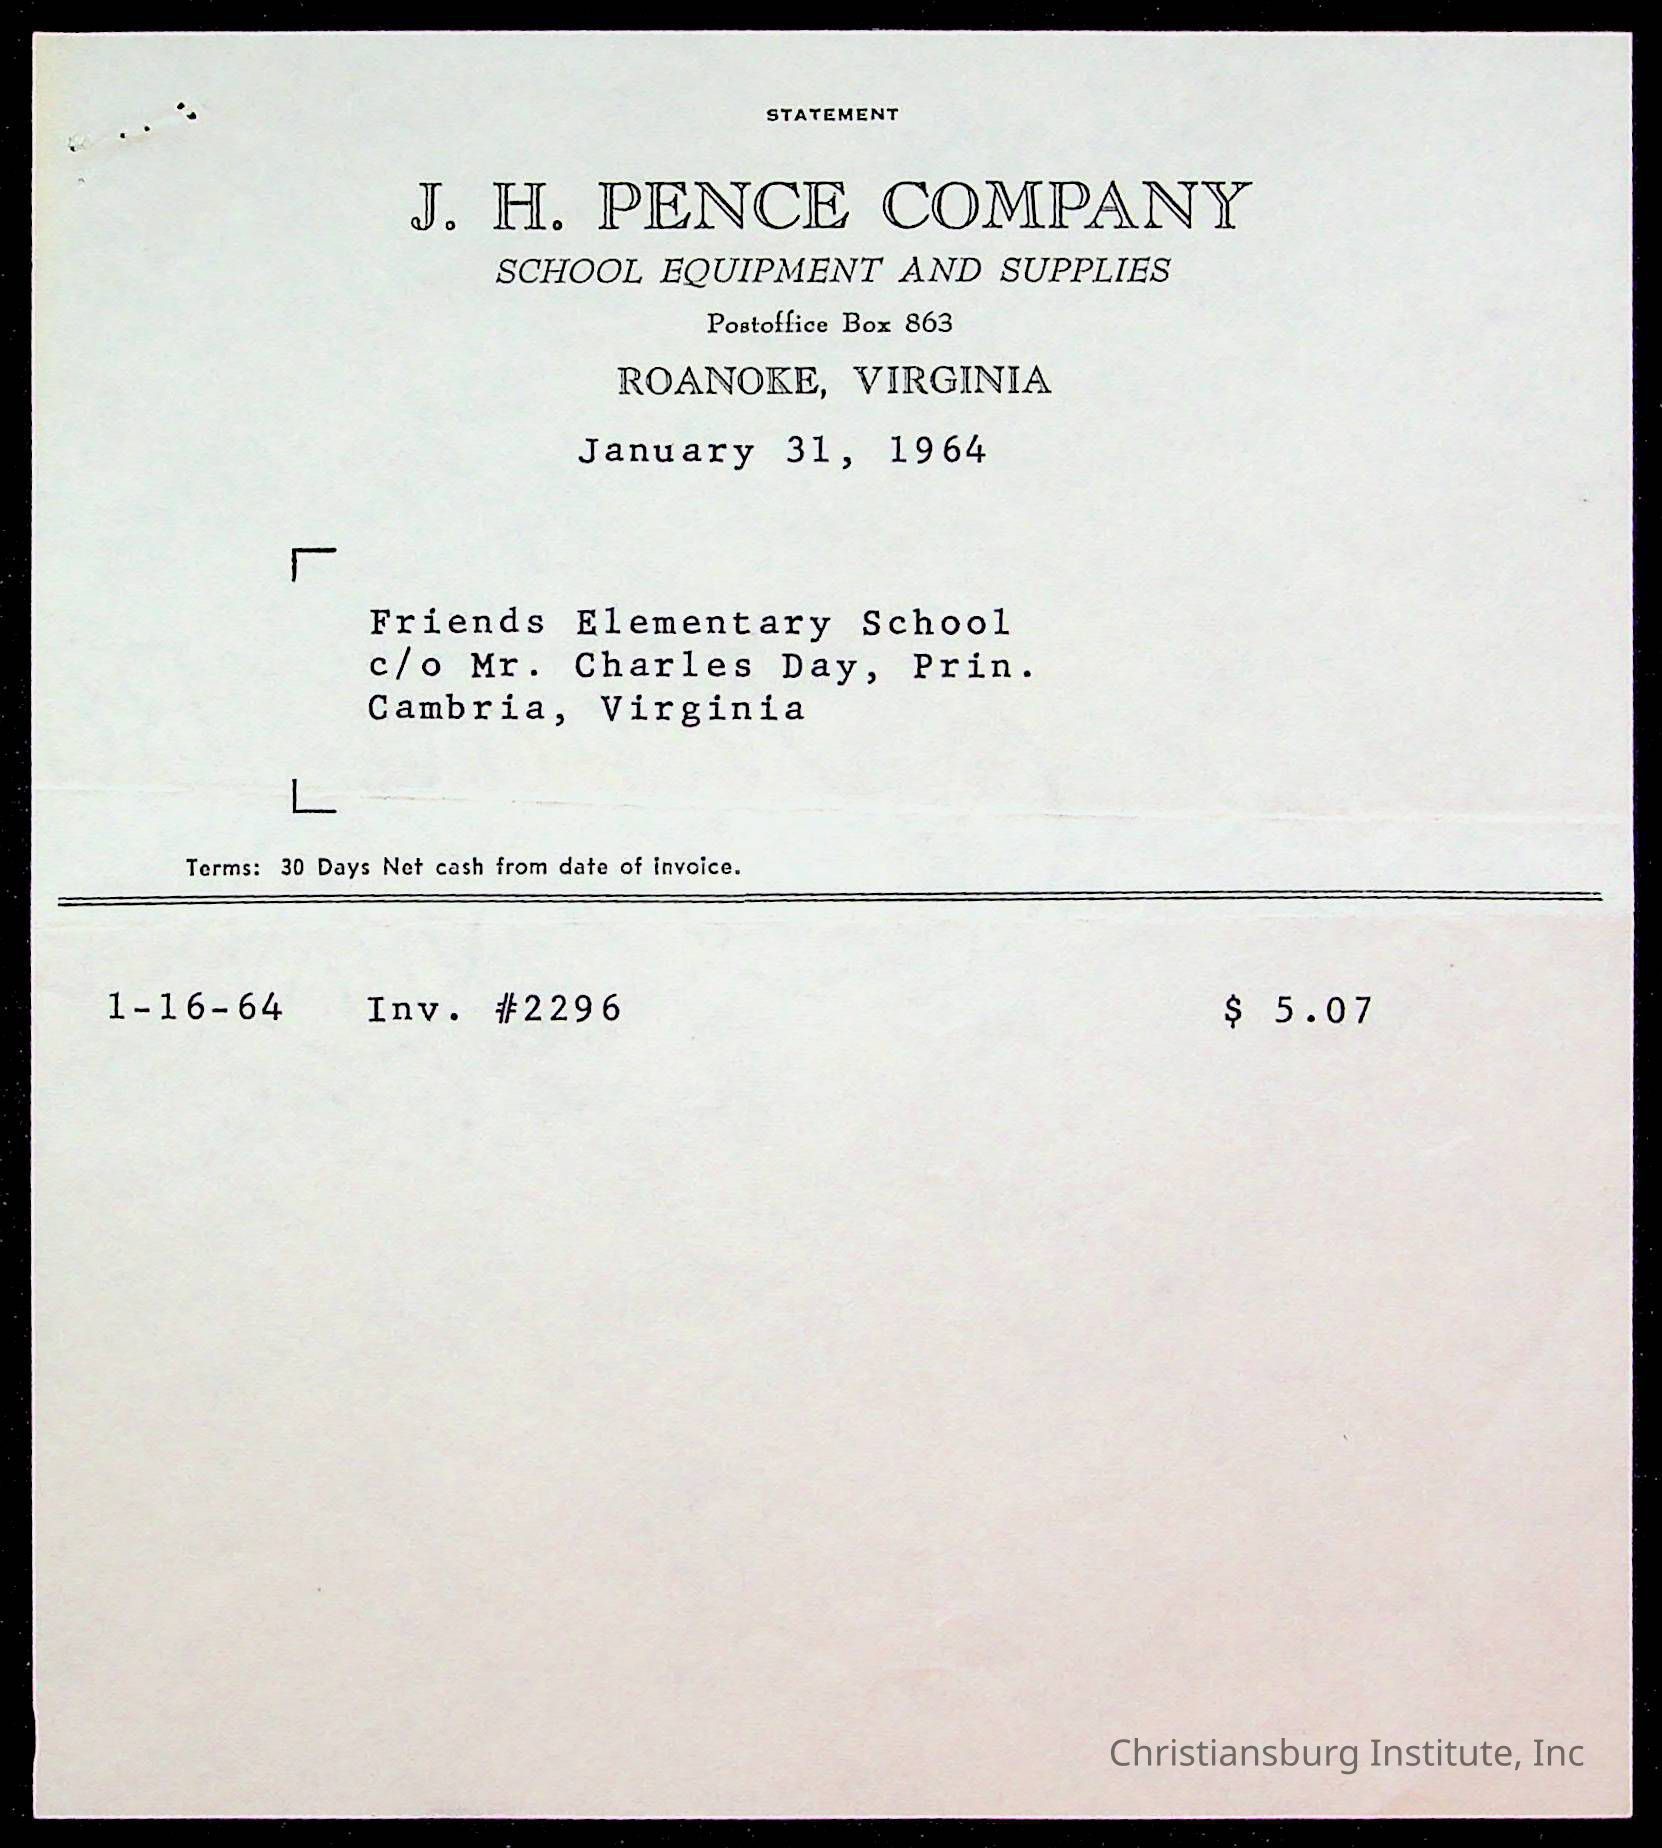 STATEMENT
J. H. PENCE COMPANY
SCHOOL EQUIPMENT AND SUPPLIES
Postoffice Box 863
ROANOKE, VIRGINIA
January 31, 1964
Friends Elementary School
c/o Mr. Charles Day, Prin.
Cambria, Virginia
Terms: 30 Days Net cash from date of invoice.
1-16-64 Inv. #2296 $ 5.07
Christiansburg Institute, Inc